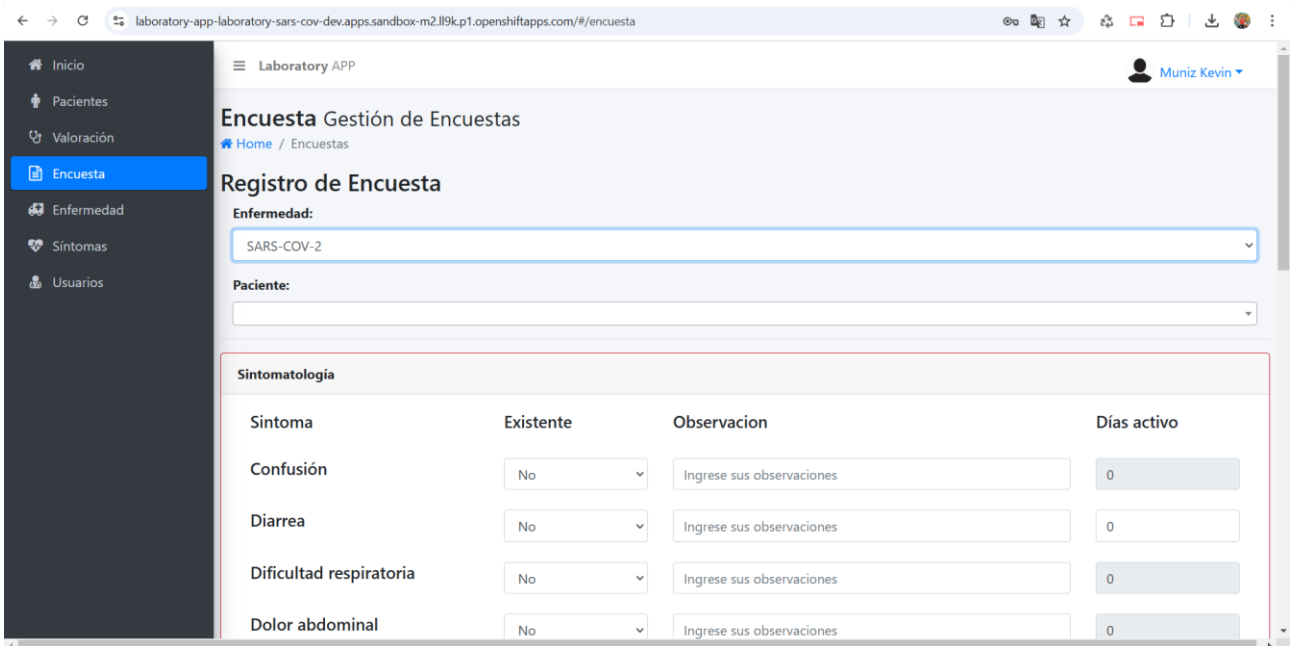 laboratory-app-laboratory-sars-cov-dev.apps.sandbox-m2.ll9k.p1.openshiftapps.com/#/encuesta
Inicio
Pacientes
Valoración
Encuesta
Enfermedad
Síntomas
Usuarios
Laboratory APP
Muniz Kevin
Encuesta Gestión de Encuestas
Home / Encuestas
Registro de Encuesta
Enfermedad:
SARS-COV-2
Paciente:
Sintomatología
Sintoma Existente Observacion Días activo
Confusión No Ingrese sus observaciones 0
Diarrea No Ingrese sus observaciones 0
Dificultad respiratoria No Ingrese sus observaciones 0
Dolor abdominal No Ingrese sus observaciones 0